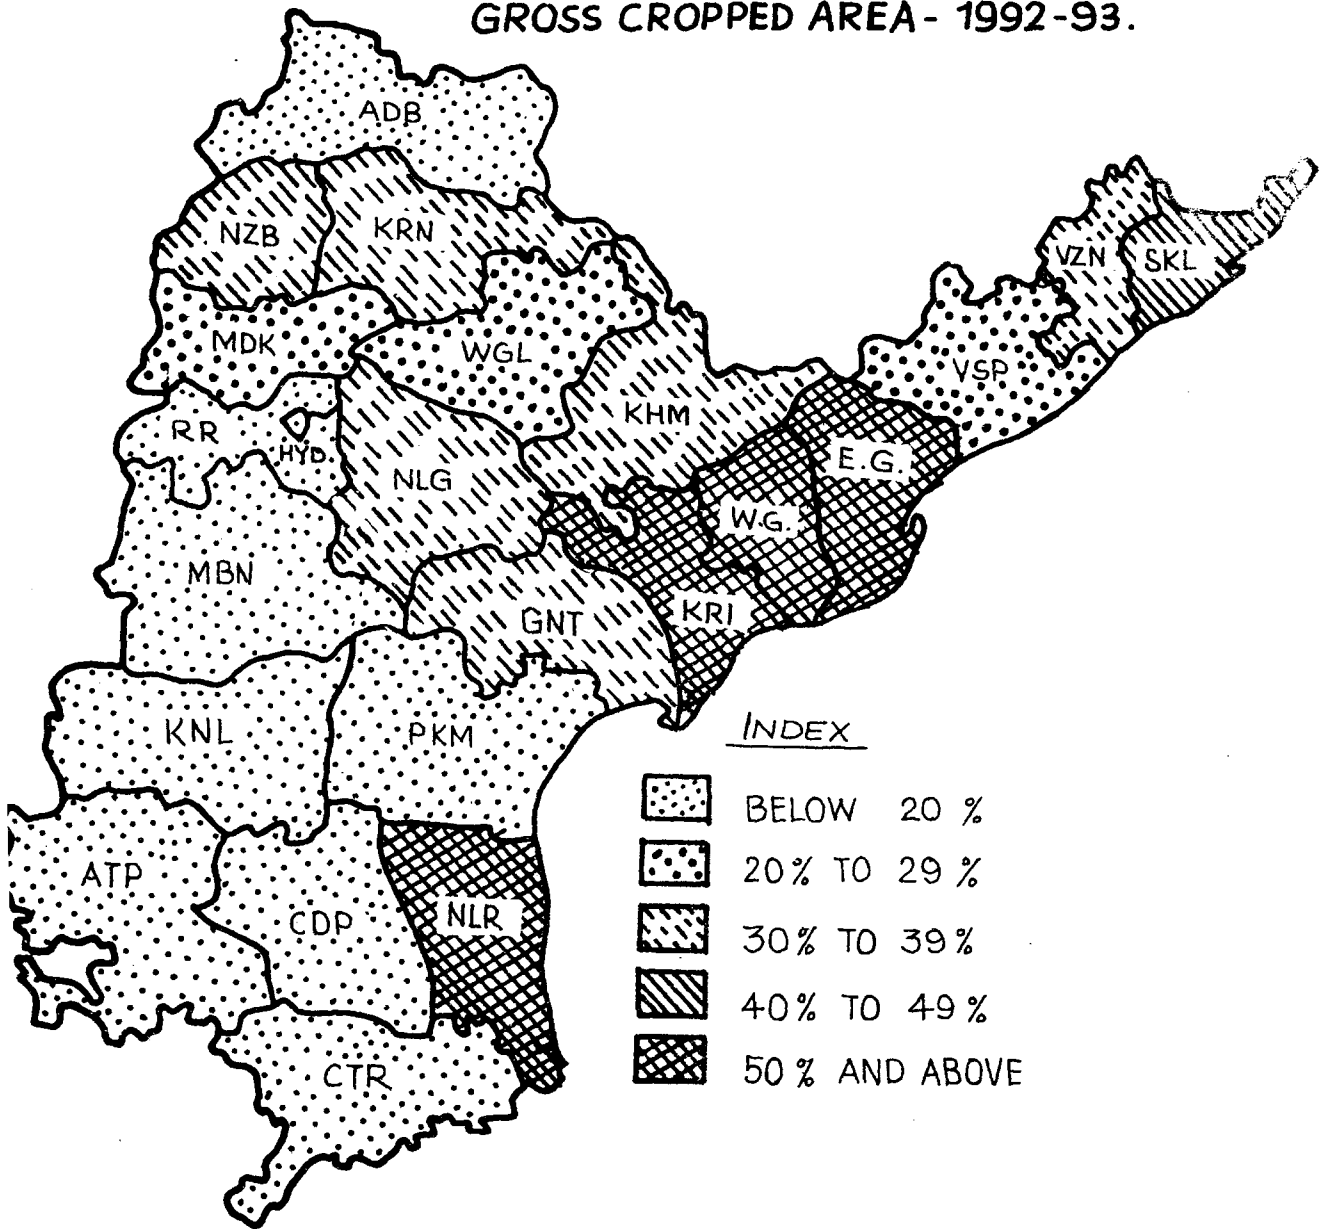 GROSS CROPPED AREA - 1992-93.
ADB
NZB
KRN
VZN
SKL
MDK
WGL
VSP
KHM
RR
HYD.
E.G.
NLG
W.G.
MBN
KRI
GNT
KNL
PKM
INDEX
BELOW 20 %
20% TO 29 %
ATP
CDP
NLR
30% TO 39%
40% TO 49%
50% AND ABOVE
CTR